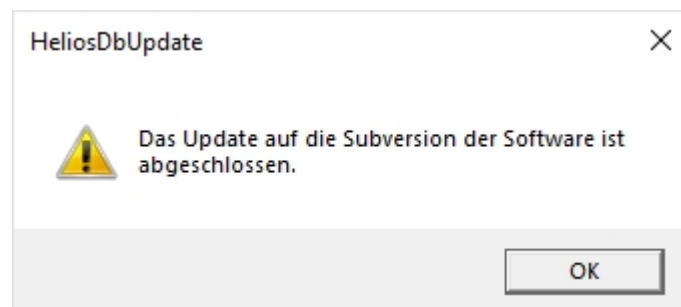 HeliosDbUpdate
Das Update auf die Subversion der Software ist
abgeschlossen.
OK